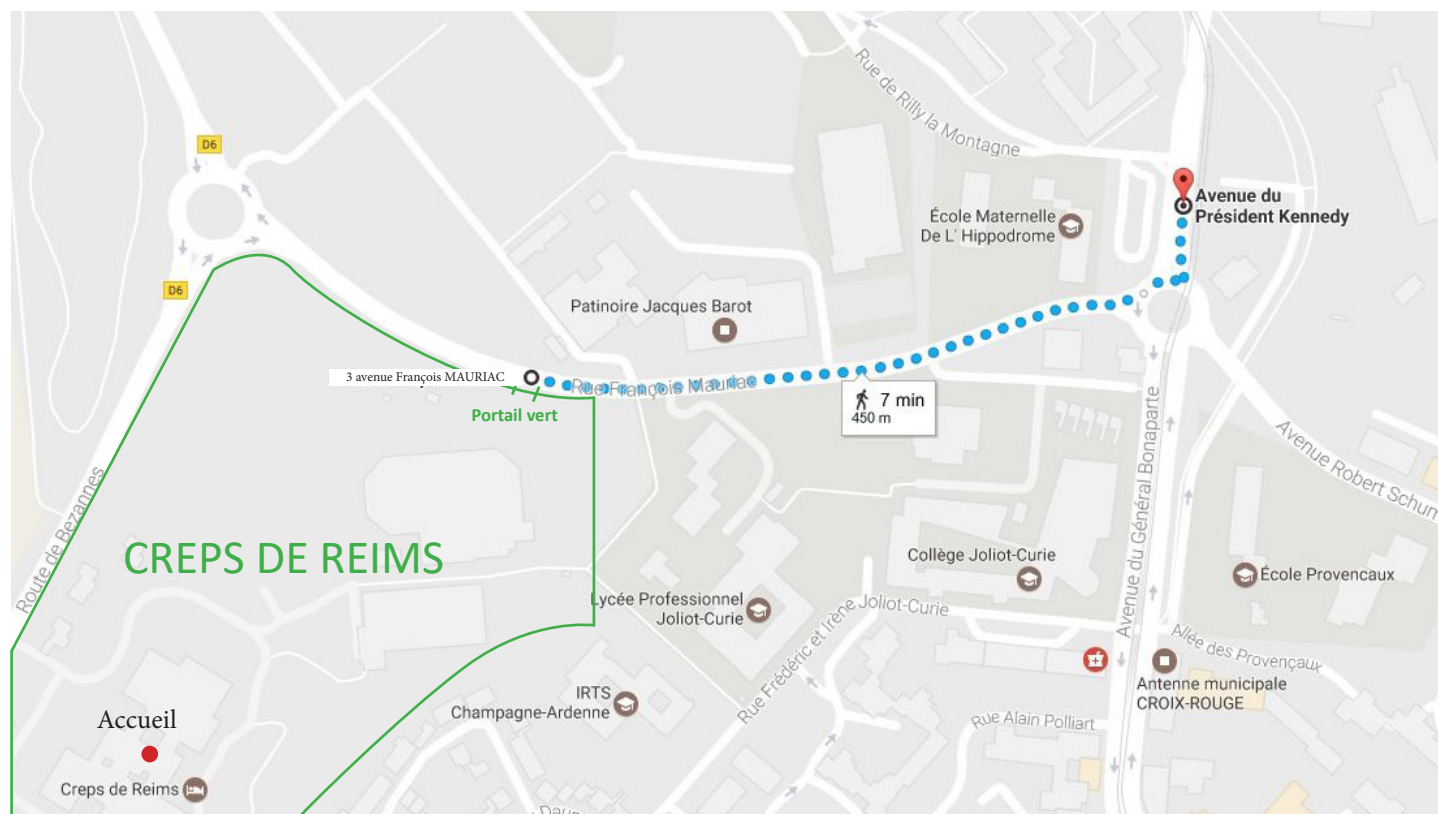 Rue de Rilly la Montagne
D6
Avenue du
Président Kennedy
École Maternelle
De L' Hippodrome
D6
Patinoire Jacques Barot
3 avenue François MAURIAC
Rue François Mauriac
7 min
450 m
Portail vert
Avenue Robert Schun
Avenue du Général Bonaparte
Route de Bezannes
CREPS DE REIMS
Collège Joliot-Curie
École Provencaux
Lycée Professionnel
Joliot-Curie
Rue Frédéric et Irène Joliot-Curie
Allée des Provençaux
Antenne municipale
CROIX-ROUGE
IRTS
Champagne-Ardenne
Rue Alain Polliart
Accueil
Creps de Reims